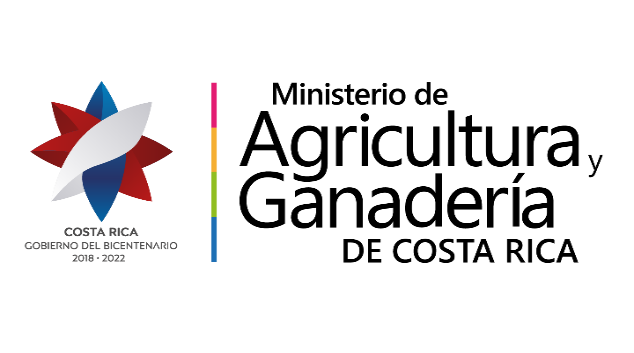 COSTA RICA
GOBIERNO DEL BICENTENARIO
2018 • 2022
Ministerio de
Agricultura y
Ganadería
DE COSTA RICA